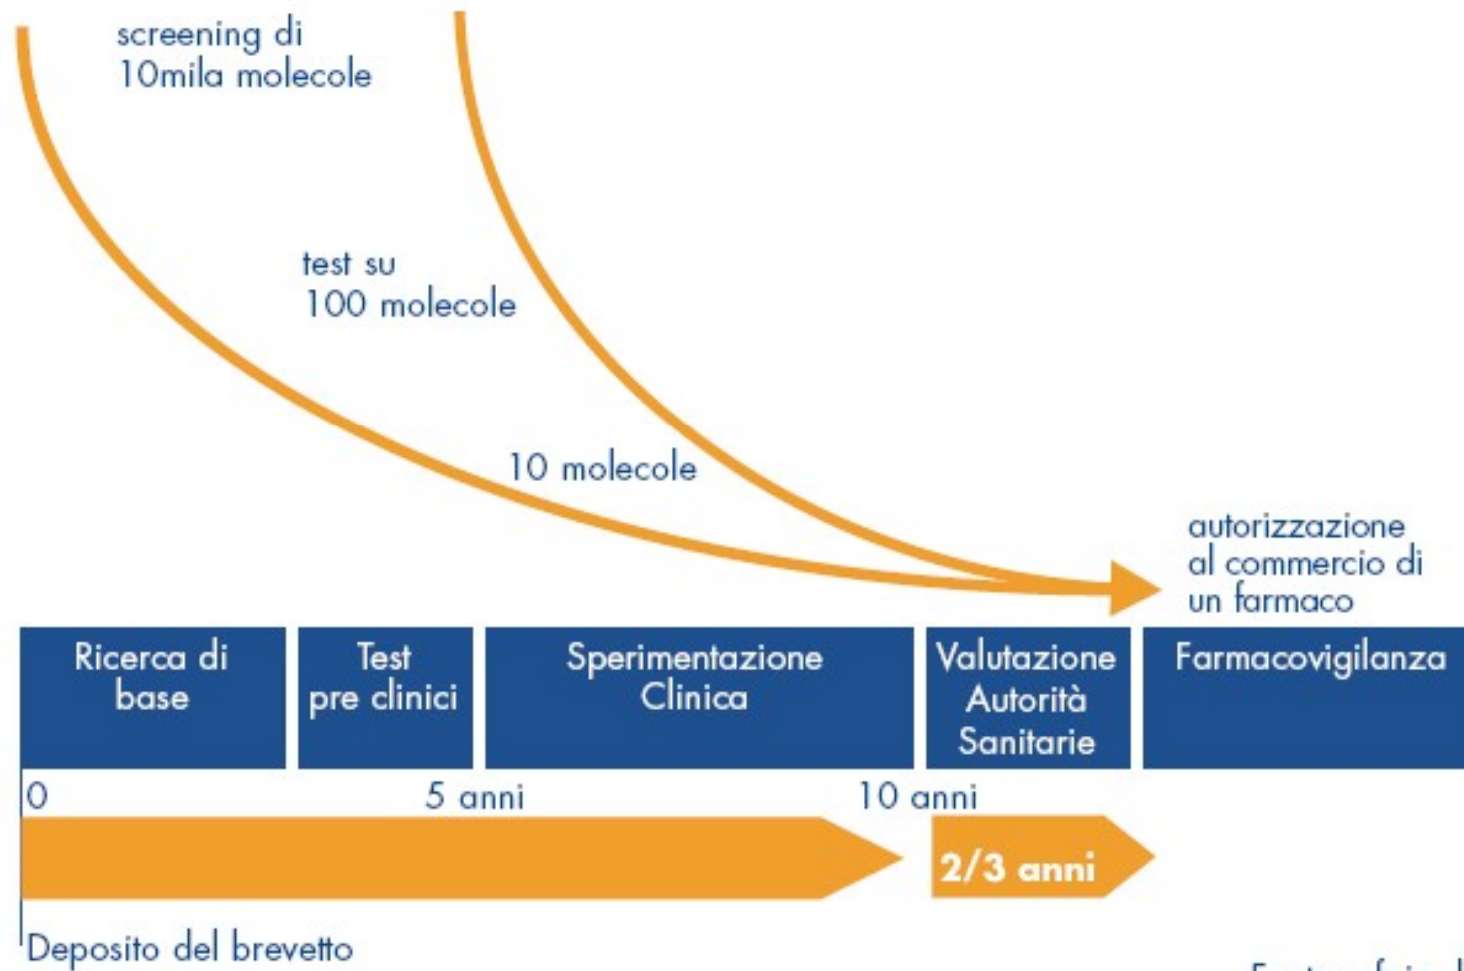 screening di
10mila molecole
test su
100 molecole
10 molecole
autorizzazione
al commercio di
un farmaco
Ricerca di
base
Test
pre clinici
Sperimentazione
Clinica
Valutazione
Autorità
Sanitarie
Farmacovigilanza
0
5 anni
10 anni
2/3 anni
Deposito del brevetto